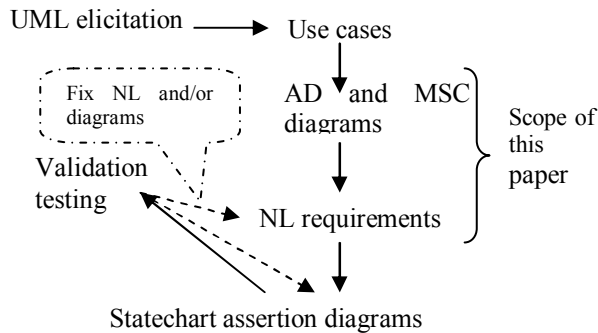 UML elicitation
Use cases
Fix NL and/or
diagrams
AD and MSC
diagrams
Scope of
this
paper
Validation
testing
NL requirements
Statechart assertion diagrams